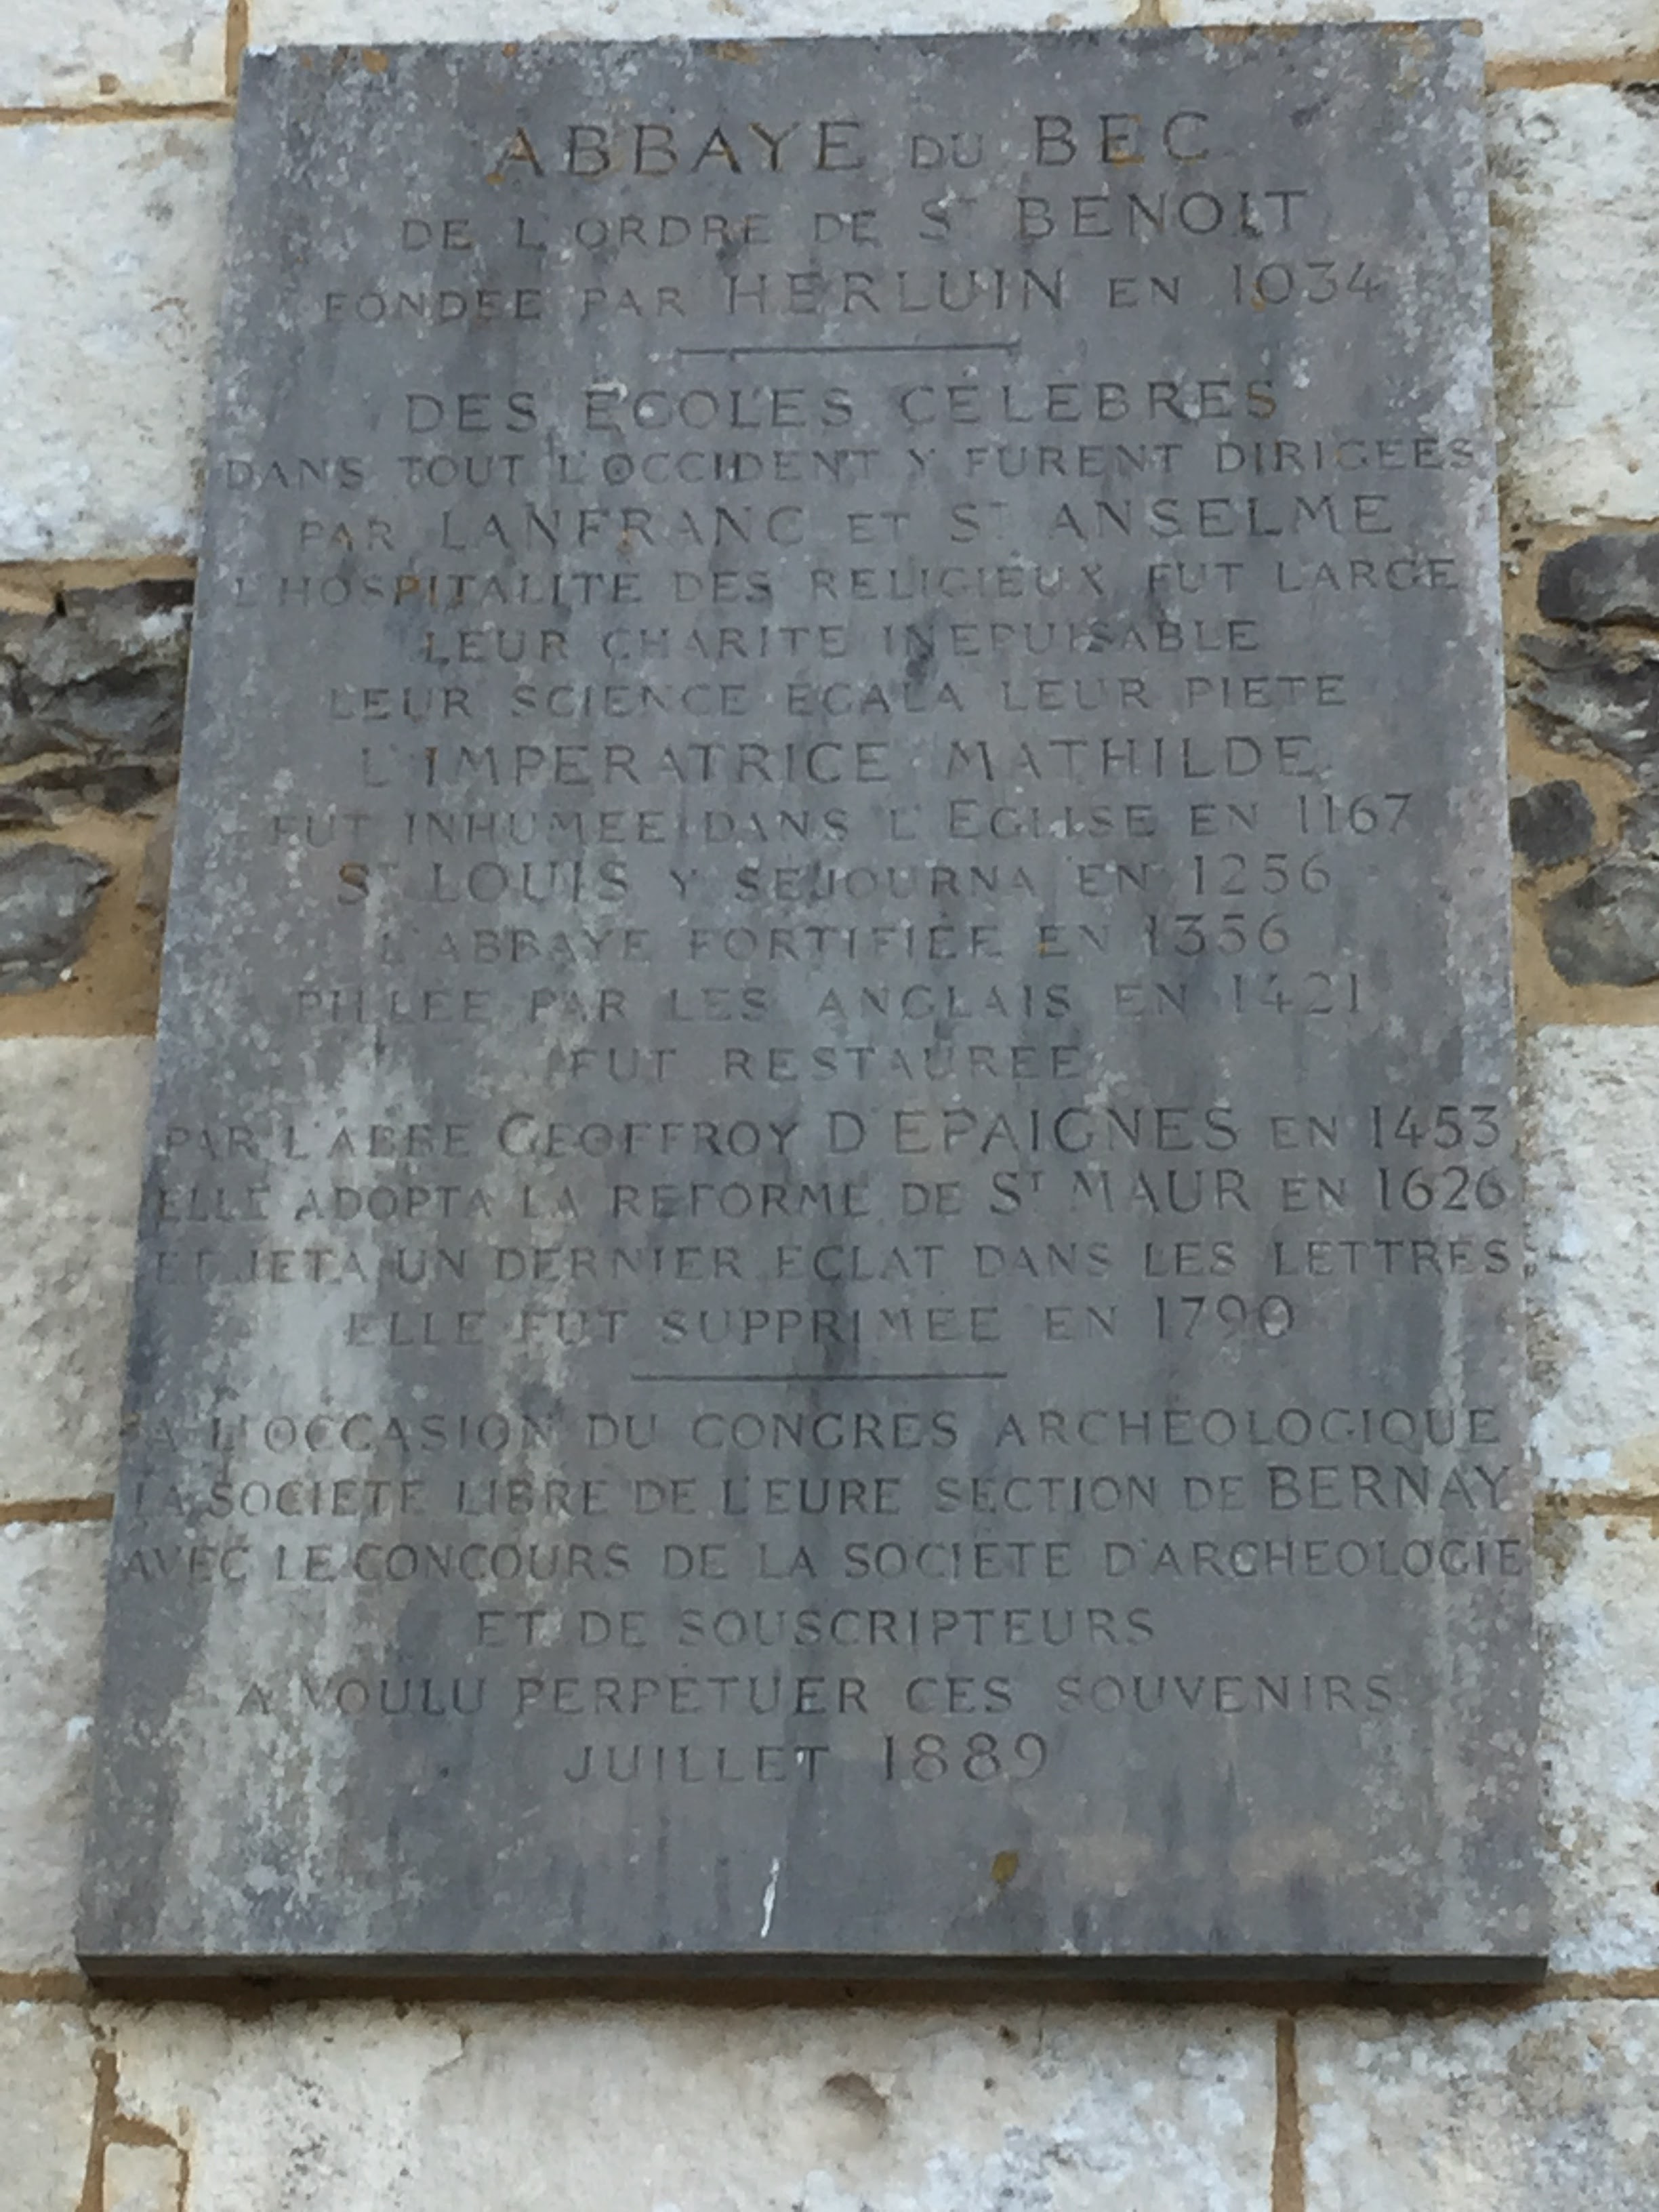 ABBAYE DU BEC
DE L'ORDRE DE ST BENOIT
FONDEE PAR HERLUIN EN 1034
DES ECOLES CELEBRES
DANS TOUT L'OCCIDENT Y FURENT DIRIGEES
PAR LANFRANC ET ST ANSELME
L'HOSPITALITE DES RELIGIEUX FUT LARGE
LEUR CHARITE INEPUISABLE
LEUR SCIENCE EGALA LEUR PIETE
L'IMPERATRICE MATHILDE
FUT INHUMEE DANS L'EGLISE EN 1167
ST LOUIS Y SEJOURNA EN 1256
L'ABBAYE FORTIFIEE EN 1356
PILLEE PAR LES ANGLAIS EN 1421
FUT RESTAUREE
PAR L'ABBE GEOFFROY D'EPAIGNES EN 1453
ELLE ADOPTA LA REFORME DE ST MAUR EN 1626
ET JETA UN DERNIER ECLAT DANS LES LETTRES
ELLE FUT SUPPRIMEE EN 1790
A L'OCCASION DU CONGRES ARCHEOLOGIQUE
LA SOCIETE LIBRE DE L'EURE SECTION DE BERNAY
AVEC LE CONCOURS DE LA SOCIETE D'ARCHEOLOGIE
ET DE SOUSCRIPTEURS
A VOULU PERPETUER CES SOUVENIRS
JUILLET 1889